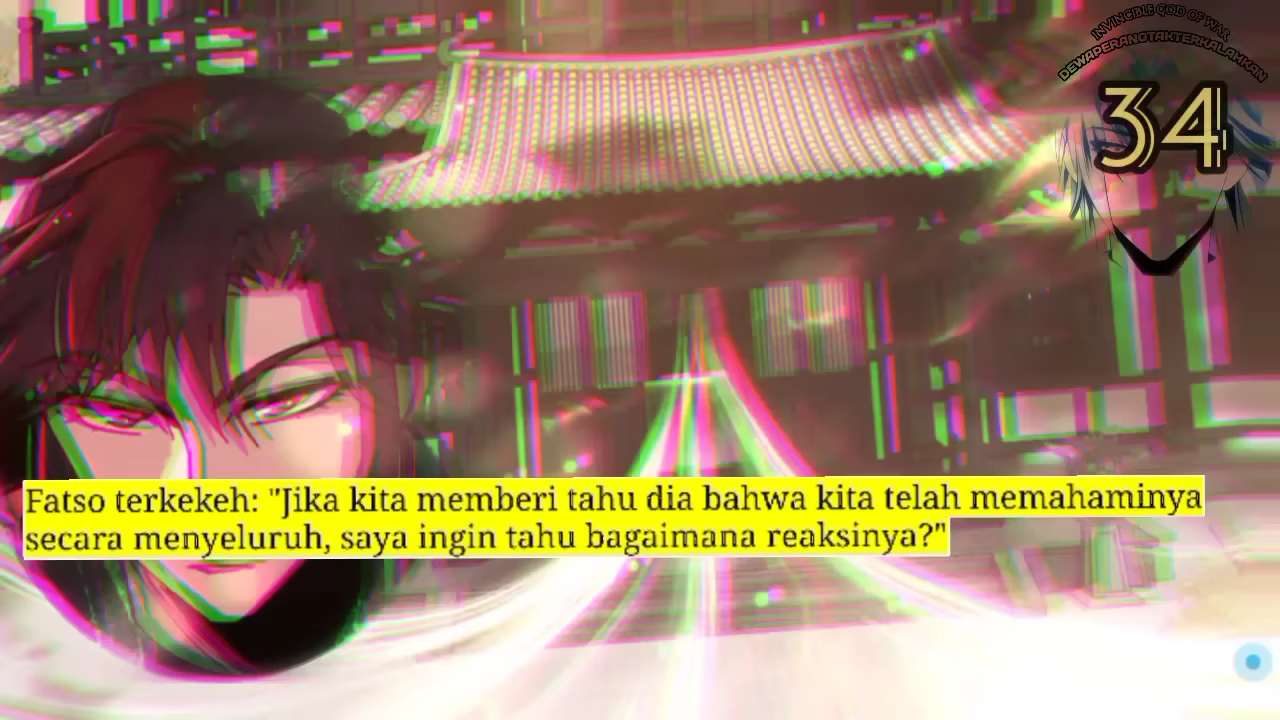 INVINCIBLE GOD OF WAR
DEWAPERANGTAKTERKALAHKAN
34
Fatso terkekeh: "Jika kita memberi tahu dia bahwa kita telah memahaminya
secara menyeluruh, saya ingin tahu bagaimana reaksinya?"